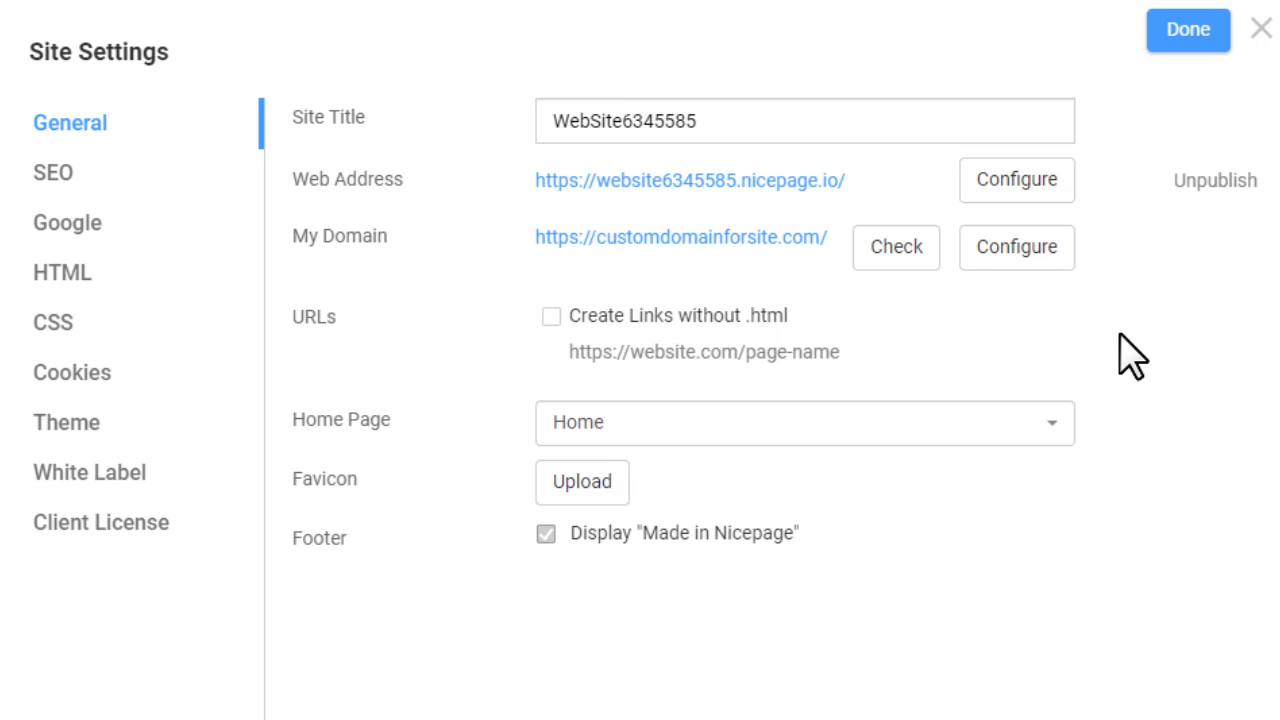 Done
Site Settings
General
SEO
Google
HTML
CSS
Cookies
Theme
White Label
Client License
Site Title
WebSite6345585
Web Address
https://website6345585.nicepage.io/
Configure
Unpublish
My Domain
https://customdomainforsite.com/
Check
Configure
URLs
Create Links without .html
https://website.com/page-name
Home Page
Home
Favicon
Upload
Footer
Display "Made in Nicepage"